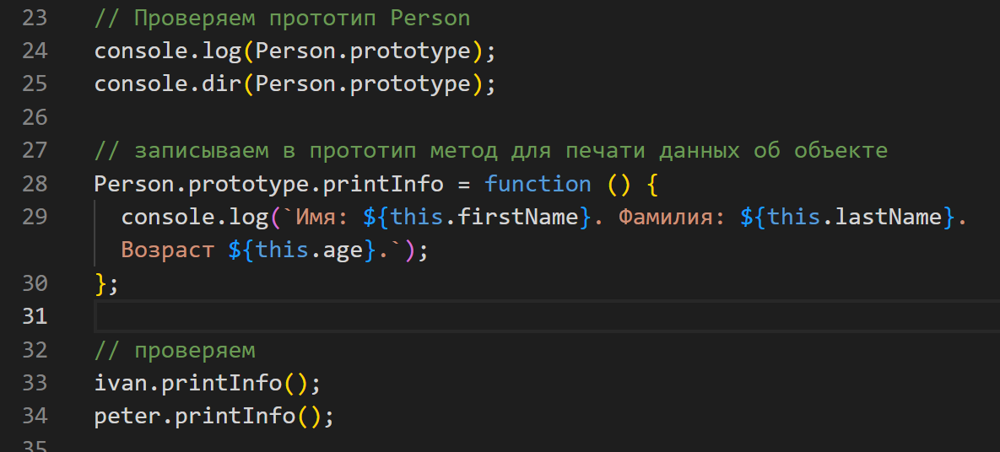 23 // Проверяем прототип Person
24 console.log(Person.prototype);
25 console.dir(Person.prototype);
26
27 // записываем в прототип метод для печати данных об объекте
28 Person.prototype.printInfo = function () {
29 console.log(`Имя: ${this.firstName}. Фамилия: ${this.lastName}.
Возраст ${this.age}.`);
30 };
31
32 // проверяем
33 ivan.printInfo();
34 peter.printInfo();
35